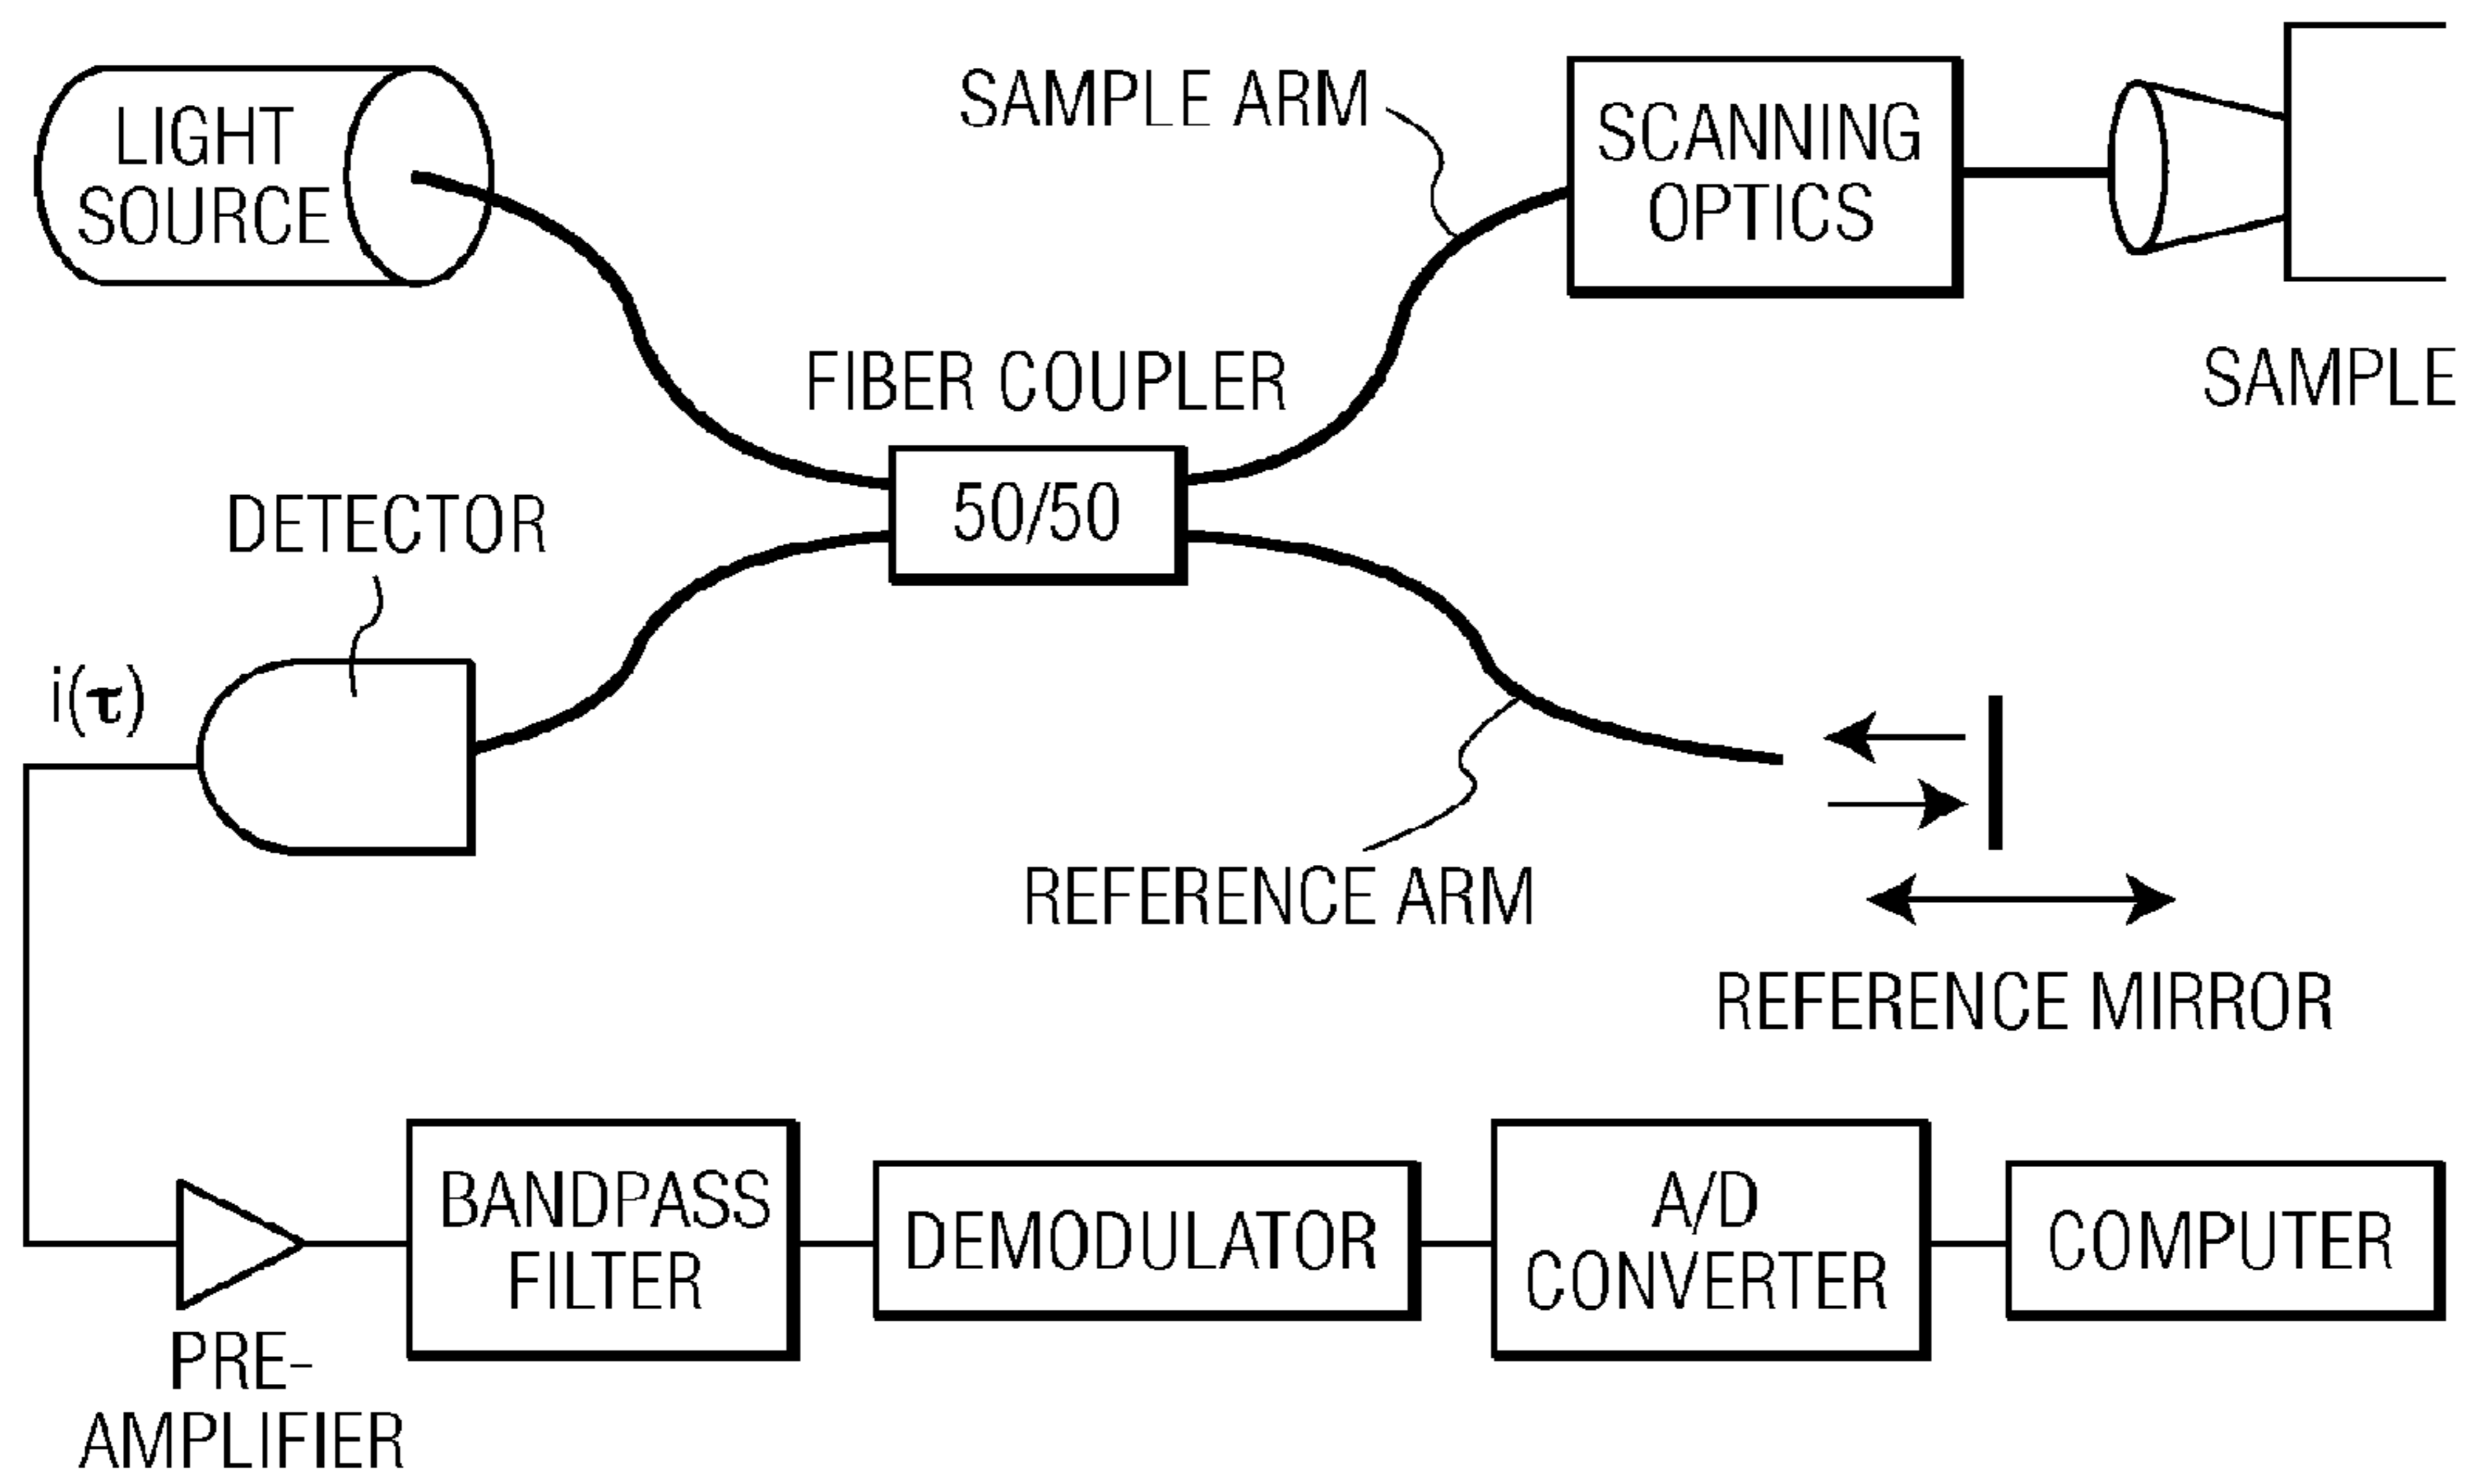 LIGHT
SOURCE
SAMPLE ARM
SCANNING
OPTICS
SAMPLE
FIBER COUPLER
50/50
DETECTOR
i(τ)
REFERENCE ARM
REFERENCE MIRROR
PRE-
AMPLIFIER
BANDPASS
FILTER
DEMODULATOR
A/D
CONVERTER
COMPUTER